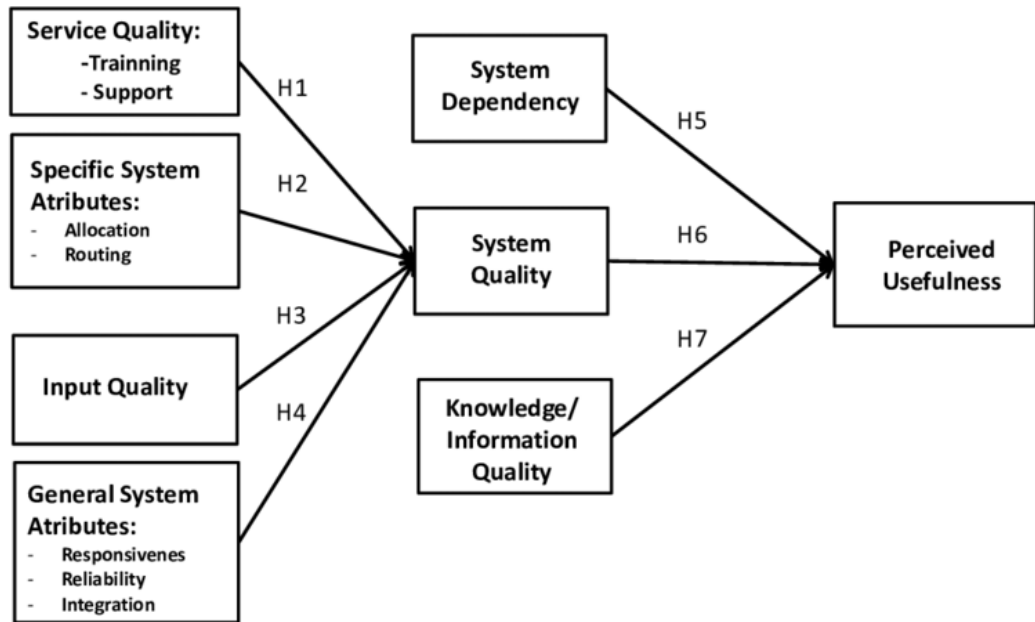 Service Quality:
-Trainning
- Support
H1
Specific System
Atributes:
- Allocation
- Routing
H2
Input Quality
H3
General System
Atributes:
- Responsivenes
- Reliability
- Integration
H4
System
Dependency
H5
System
Quality
H6
Knowledge/
Information
Quality
H7
Perceived
Usefulness